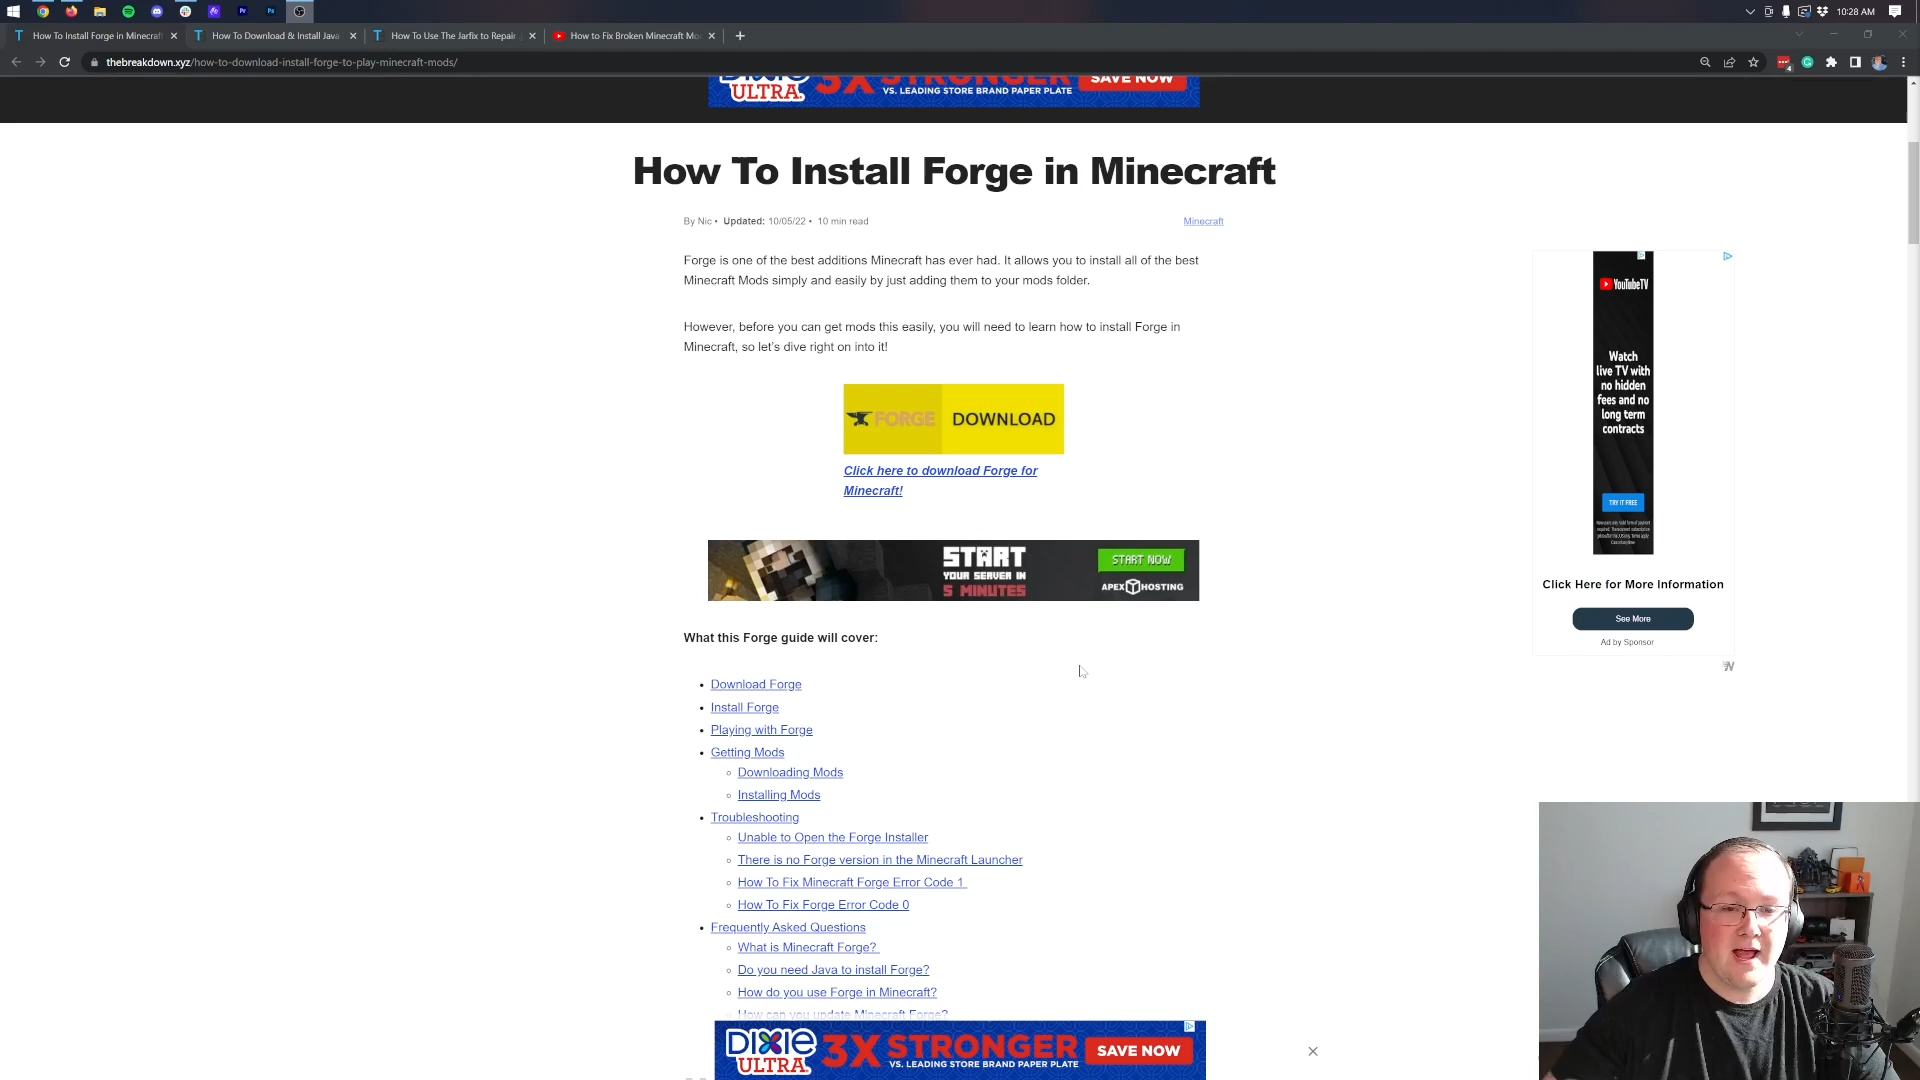 10:28 AM
How To Install Forge in Minecraft
How To Download & Install Java
How To Use The Jarfix to Repair
How to Fix Broken Minecraft Mo
thebreakdown.xyz/how-to-download-install-forge-to-play-minecraft-mods/
DIXIE ULTRA. 3X STRONGER SAVE NOW
VS. LEADING STORE BRAND PAPER PLATE
How To Install Forge in Minecraft
By Nic • Updated: 10/05/22 • 10 min read
Minecraft
Forge is one of the best additions Minecraft has ever had. It allows you to install all of the best
Minecraft Mods simply and easily by just adding them to your mods folder.
However, before you can get mods this easily, you will need to learn how to install Forge in
Minecraft, so let's dive right on into it!
FORGE DOWNLOAD
Click here to download Forge for
Minecraft!
START
YOUR SERVER IN
5 MINUTES
START NOW
APEX HOSTING
YouTubeTV
Watch
live TV with
no hidden
fees and no
long term
contracts
TRY IT FREE
Click Here for More Information
See More
Ad by Sponsor
What this Forge guide will cover:
• Download Forge
• Install Forge
• Playing with Forge
• Getting Mods
◦ Downloading Mods
◦ Installing Mods
• Troubleshooting
◦ Unable to Open the Forge Installer
◦ There is no Forge version in the Minecraft Launcher
◦ How To Fix Minecraft Forge Error Code 1
◦ How To Fix Forge Error Code 0
• Frequently Asked Questions
◦ What is Minecraft Forge?
◦ Do you need Java to install Forge?
◦ How do you use Forge in Minecraft?
◦ How can you update Minecraft Forge?
DIXIE ULTRA. 3X STRONGER SAVE NOW
VS. LEADING STORE BRAND PAPER PLATE